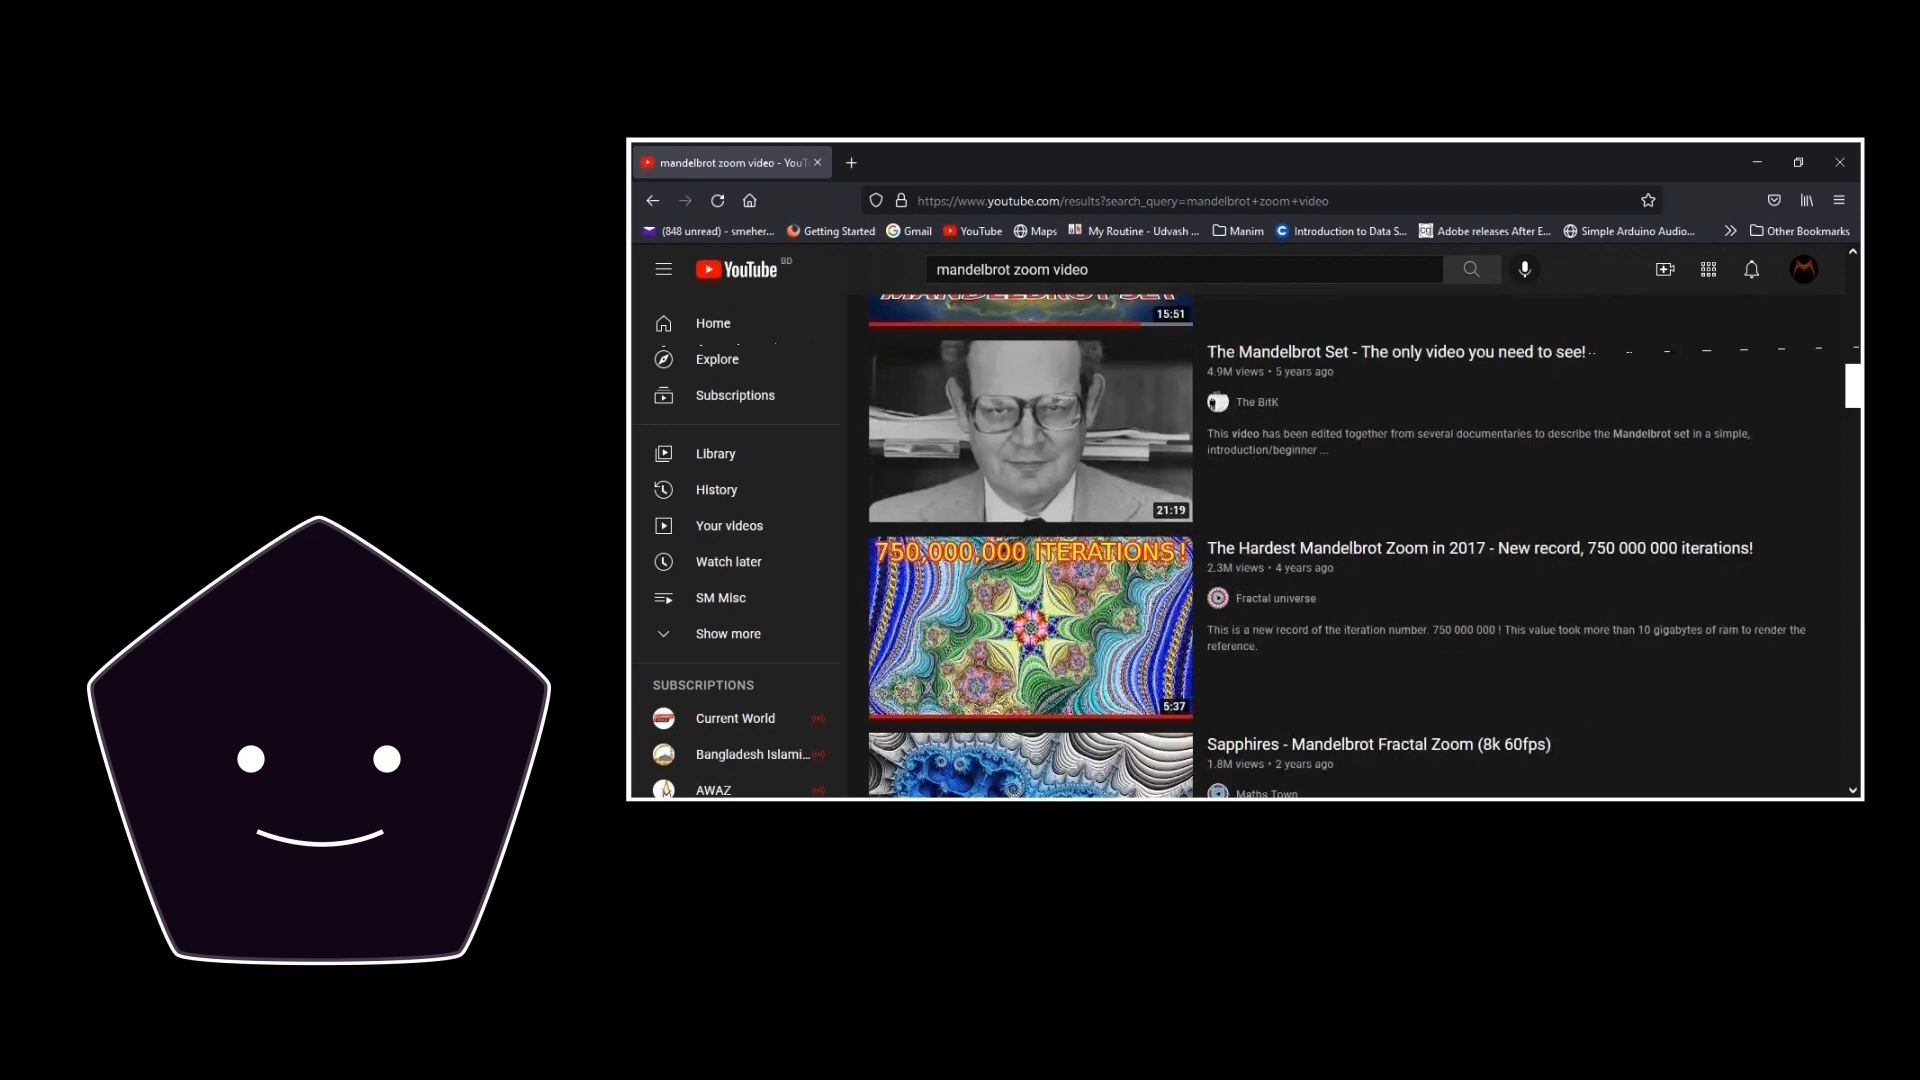 mandelbrot zoom video - YouT
https://www.youtube.com/results?search_query=mandelbrot+zoom+video
(848 unread) - smeher...
Getting Started
Gmail
YouTube
Maps
My Routine - Udvash ...
Manim
Introduction to Data S...
Adobe releases After E...
Simple Arduino Audio...
Other Bookmarks
YouTube BD
mandelbrot zoom video
Home
Explore
Subscriptions
Library
History
Your videos
Watch later
SM Misc
Show more
SUBSCRIPTIONS
Current World
Bangladesh Islami...
AWAZ
MANDELBROT SET
15:51
21:19
The Mandelbrot Set - The only video you need to see!
4.9M views • 5 years ago
The BitK
This video has been edited together from several documentaries to describe the Mandelbrot set in a simple,
introduction/beginner ...
750,000,000 ITERATIONS!
5:37
The Hardest Mandelbrot Zoom in 2017 - New record, 750 000 000 iterations!
2.3M views • 4 years ago
Fractal universe
This is a new record of the iteration number. 750 000 000 ! This value took more than 10 gigabytes of ram to render the
reference.
Sapphires - Mandelbrot Fractal Zoom (8k 60fps)
1.8M views • 2 years ago
Maths Town